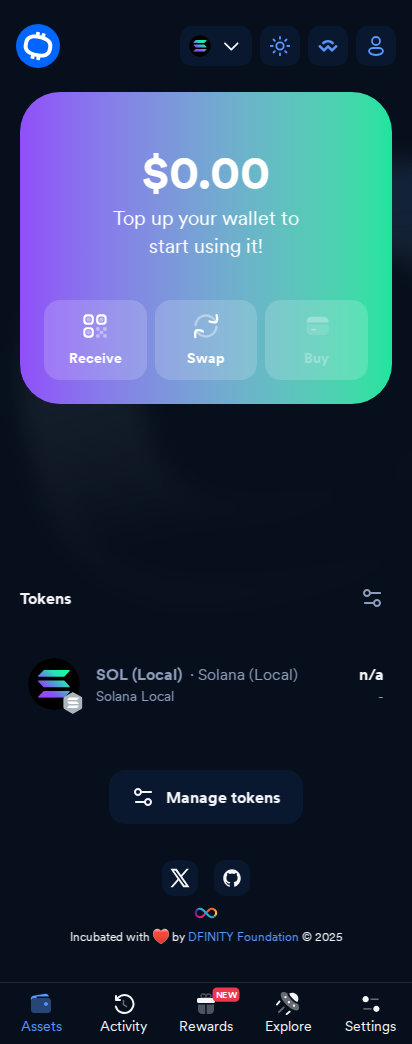 $0.00
Top up your wallet to
start using it!
Receive
Swap
Buy
Tokens
SOL (Local) · Solana (Local)
n/a
Solana Local
-
Manage tokens
Incubated with ❤️ by DFINITY Foundation © 2025
NEW
Assets
Activity
Rewards
Explore
Settings